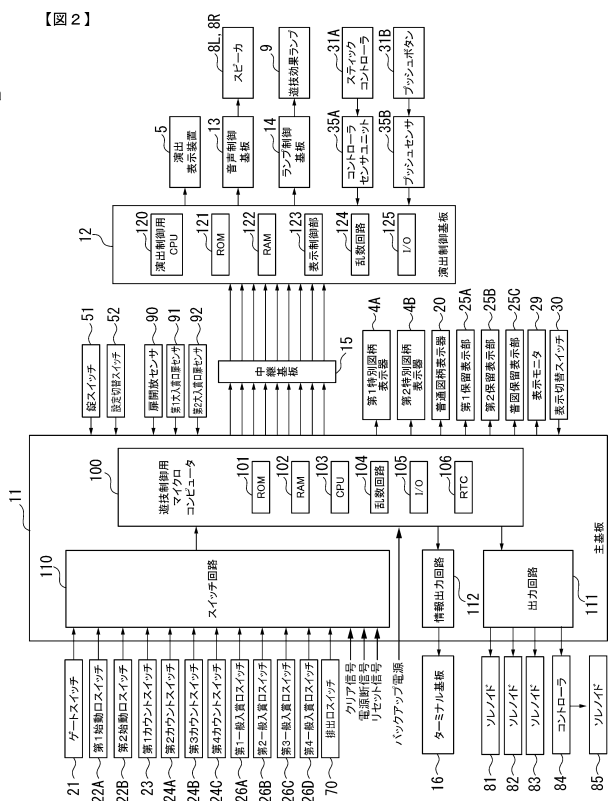 【図２】
11
110
スイッチ回路
100
遊技制御用
マイクロ
コンピュータ
101
ROM
102
RAM
103
CPU
104
乱数回路
105
I/O
106
RTC
情報出力回路
112
出力回路
111
主基板
ゲートスイッチ
21
第1始動口スイッチ
22A
第2始動口スイッチ
22B
第1カウントスイッチ
23
第2カウントスイッチ
24A
第3カウントスイッチ
24B
第4カウントスイッチ
24C
第1一般入賞口スイッチ
26A
第2一般入賞口スイッチ
26B
第3一般入賞口スイッチ
26C
第4一般入賞口スイッチ
26D
排出口スイッチ
70
クリア信号
電源断信号
リセット信号
バックアップ電源
ターミナル基板
16
ソレノイド
81
ソレノイド
82
ソレノイド
83
コントローラ
84
ソレノイド
85
錠スイッチ
51
設定切替スイッチ
52
扉開放センサ
90
第1大入賞口扉センサ
91
第2大入賞口扉センサ
92
中継基板
15
第1特別図柄
表示器
4A
第2特別図柄
表示器
4B
普通図柄表示器
20
第1保留表示部
25A
第2保留表示部
25B
普図保留表示部
25C
表示モニタ
29
表示切替スイッチ
30
12
120
演出制御用
CPU
121
ROM
122
RAM
123
表示制御部
124
乱数回路
125
I/O
演出制御基板
5
演出
表示装置
13
音声制御
基板
14
ランプ制御
基板
35A
コントローラ
センサユニット
35B
プッシュセンサ
8L, 8R
スピーカ
9
遊技効果ランプ
31A
スティック
コントローラ
31B
プッシュボタン